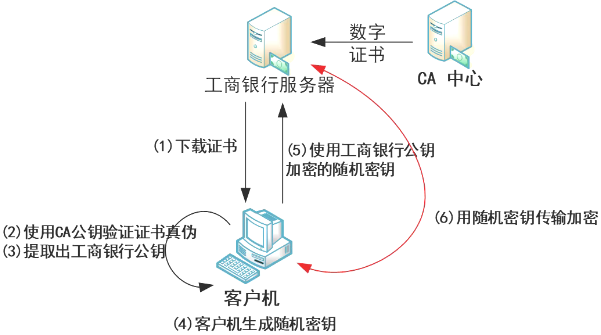 数字
证书
工商银行服务器
CA 中心
(1)下载证书
(5)使用工商银行公钥
加密的随机密钥
(2)使用CA公钥验证证书真伪
(3)提取出工商银行公钥
(6)用随机密钥传输加密
客户机
(4)客户机生成随机密钥